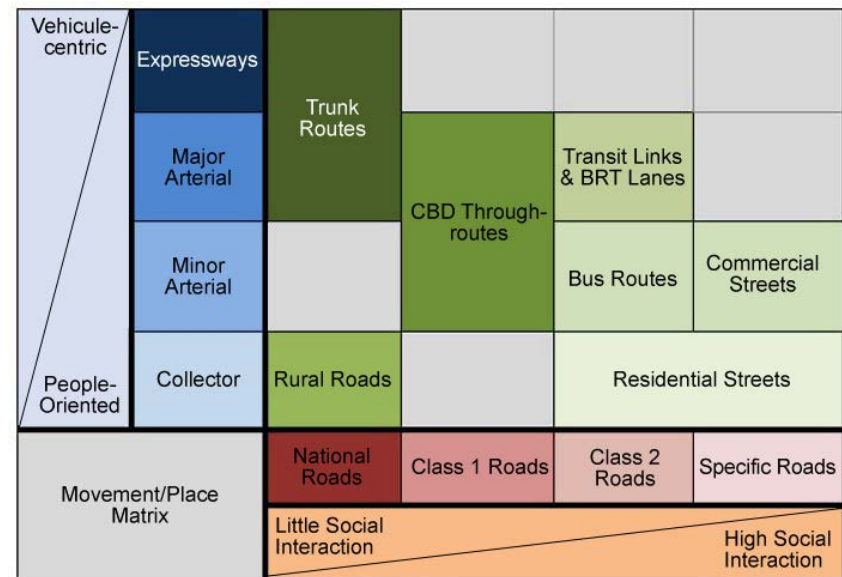 Vehicule-
centric
Expressways
Trunk
Routes
Major
Arterial
CBD Through-
routes
Transit Links
& BRT Lanes
Minor
Arterial
Bus Routes
Commercial
Streets
People-
Oriented
Collector
Rural Roads
Residential Streets
Movement/Place
Matrix
National
Roads
Class 1 Roads
Class 2
Roads
Specific Roads
Little Social
Interaction
High Social
Interaction